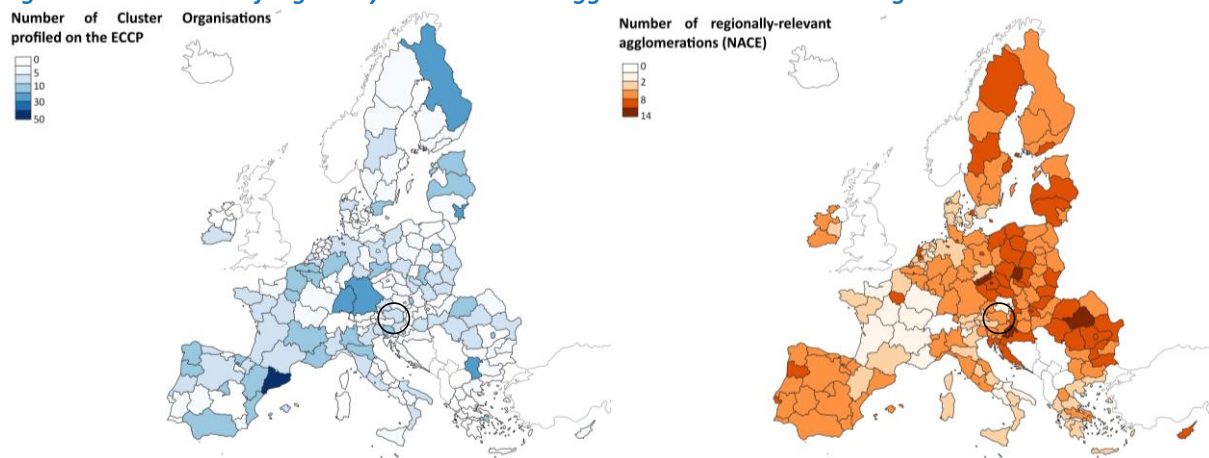 Number of Cluster Organisations
profiled on the ECCP
0
5
10
30
50
Number of regionally-relevant
agglomerations (NACE)
0
2
8
14